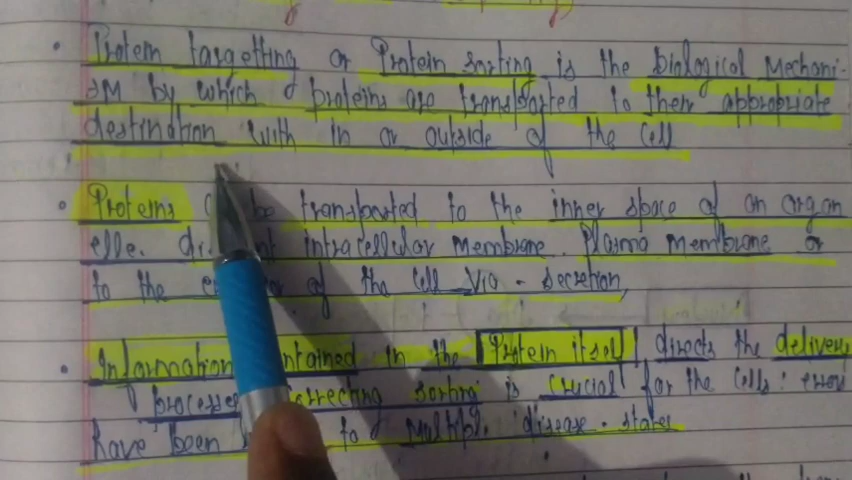 Protein targetting or Protein sorting is the biological Mechani-
sm by which proteins are transported to their appropriate
destination with in or outside of the cell
Proteins be transported to the inner space of an organ
elle. intracellular Membrane. Plasma membrane or
to the of the cell via - secretion,
Information in the Protein itself directs the delivery
processes correcting sorting is crucial for the cells: error
have been to Multiple disease. states